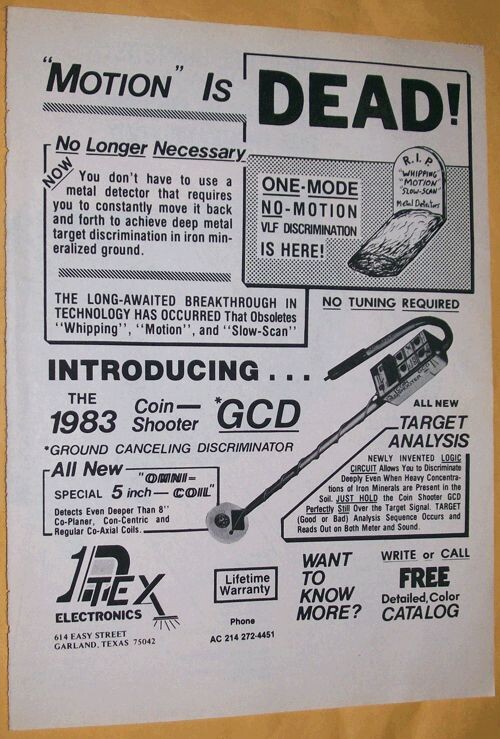 "MOTION" IS DEAD!
No Longer Necessary
NOW You don't have to use a
metal detector that requires
you to constantly move it back
and forth to achieve deep metal
target discrimination in iron min-
eralized ground.
ONE-MODE
NO-MOTION
VLF DISCRIMINATION
IS HERE!
R.I.P.
"WHIPPING"
"MOTION"
"SLOW-SCAN"
Metal Detectors
THE LONG-AWAITED BREAKTHROUGH IN
TECHNOLOGY HAS OCCURRED That Obsoletes
"Whipping", "Motion", and "Slow-Scan"
NO TUNING REQUIRED
INTRODUCING . . .
THE
1983 Coin—
Shooter *GCD
*GROUND CANCELING DISCRIMINATOR
All New "OMNI-
SPECIAL 5 inch— COIL"
Detects Even Deeper Than 8"
Co-Planer, Con-Centric and
Regular Co-Axial Coils.
ALL NEW
TARGET
ANALYSIS
NEWLY INVENTED LOGIC
CIRCUIT Allows You to Discriminate
Deeply Even When Heavy Concentra-
tions of Iron Minerals are Present in the
Soil. JUST HOLD the Coin Shooter GCD
Perfectly Still Over the Target Signal. TARGET
(Good or Bad) Analysis Sequence Occurs and
Reads Out on Both Meter and Sound.
ELECTRONICS
614 EASY STREET
GARLAND, TEXAS 75042
Lifetime
Warranty
Phone
AC 214 272-4451
WANT
TO
KNOW
MORE?
WRITE or CALL
FREE
Detailed, Color
CATALOG